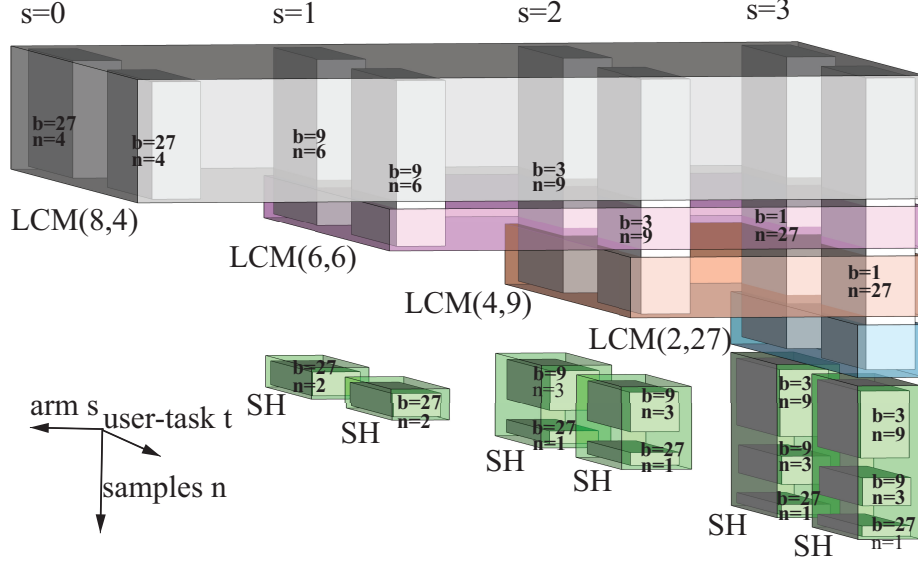 s=0
s=1
s=2
s=3
b=27
n=4
b=27
n=4
b=9
n=6
b=9
n=6
b=3
n=9
b=3
n=9
b=1
n=27
b=1
n=27
LCM(8,4)
LCM(6,6)
LCM(4,9)
LCM(2,27)
b=27
n=2
SH
b=27
n=2
SH
b=9
n=3
b=27
n=1
SH
b=9
n=3
b=27
n=1
SH
b=3
n=9
b=9
n=3
b=27
n=1
SH
b=3
n=9
b=9
n=3
b=27
n=1
SH
arm s
user-task t
samples n